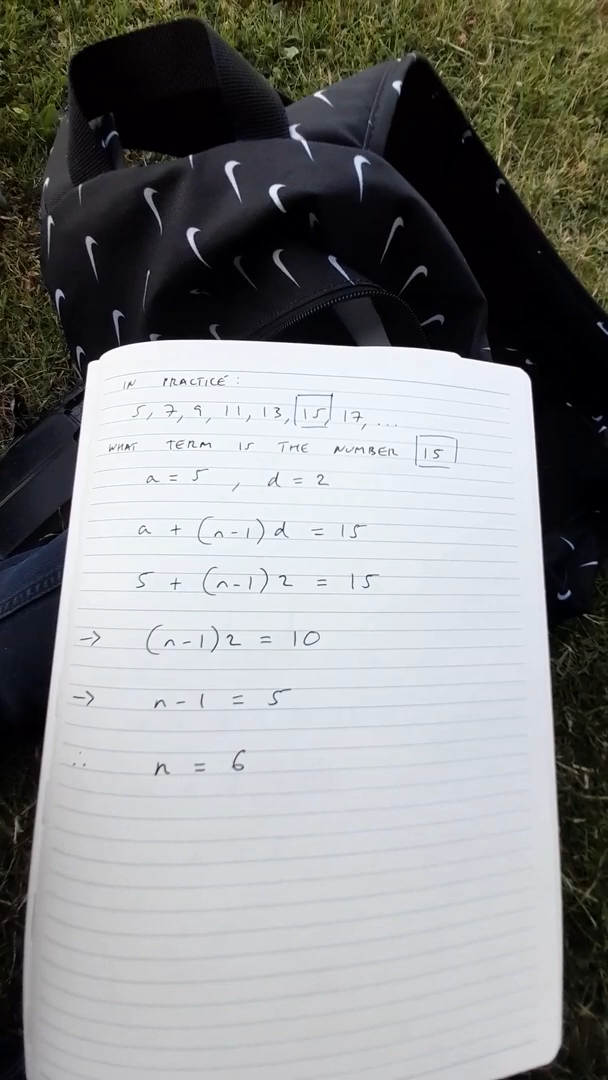 IN PRACTICE:
5, 7, 9, 11, 13, 15, 17, ...
WHAT TERM IS THE NUMBER 15
a = 5 , d = 2
a + (n-1) d = 15
5 + (n-1) 2 = 15
→ (n-1) 2 = 10
→ n - 1 = 5
∴ n = 6